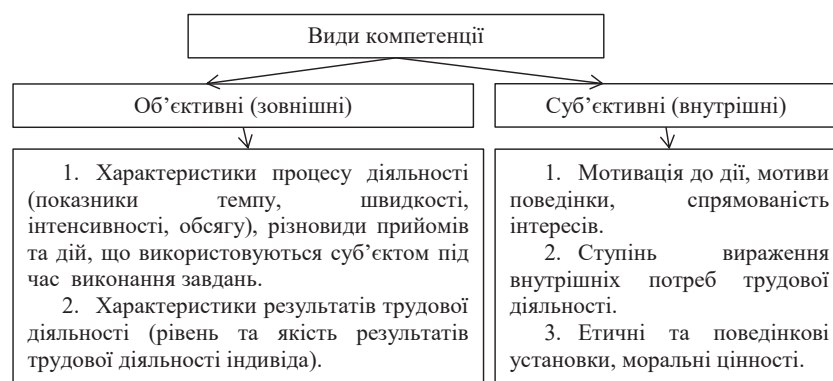 Види компетенції
Об’єктивні (зовнішні)
Суб’єктивні (внутрішні)
1. Характеристики процесу діяльності
(показники темпу, швидкості,
інтенсивності, обсягу), різновиди прийомів
та дій, що використовуються суб’єктом під
час виконання завдань.
2. Характеристики результатів трудової
діяльності (рівень та якість результатів
трудової діяльності індивіда).
1. Мотивація до дії, мотиви
поведінки, спрямованість
інтересів.
2. Ступінь вираження
внутрішніх потреб трудової
діяльності.
3. Етичні та поведінкові
установки, моральні цінності.